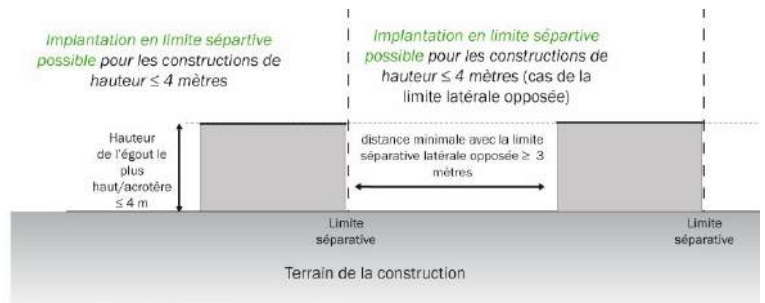 Implantation en limite sépartive
possible pour les constructions de
hauteur ≤ 4 mètres
Implantation en limite sépartive
possible pour les constructions de
hauteur ≤ 4 mètres (cas de la
limite latérale opposée)
Hauteur
de l'égout le
plus
haut/acrotère
≤ 4 m
distance minimale avec la limite
séparative latérale opposée ≥ 3
mètres
Limite
séparative
Limite
séparative
Terrain de la construction